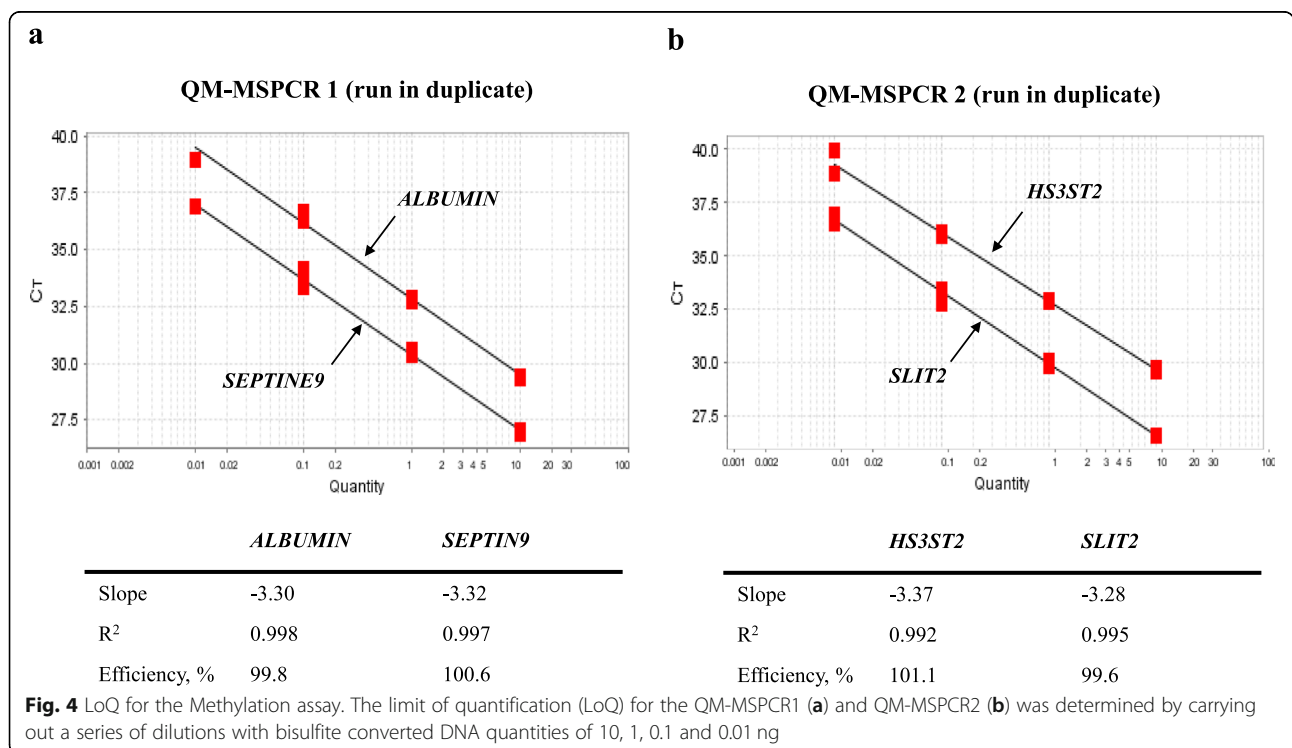 a
QM-MSPCR 1 (run in duplicate)
40.0
37.5
35.0
32.5
30.0
27.5
CT
ALBUMIN
SEPTINE9
0.001 0.002 0.01 0.02 0.1 0.2 1 2 3 4 5 10 20 30 100
Quantity
ALBUMIN SEPTIN9
Slope -3.30 -3.32
R² 0.998 0.997
Efficiency, % 99.8 100.6
b
QM-MSPCR 2 (run in duplicate)
40.0
37.5
35.0
32.5
30.0
27.5
CT
HS3ST2
SLIT2
0.001 0.002 0.01 0.02 0.1 0.2 1 2 3 4 5 10 20 30 100
Quantity
HS3ST2 SLIT2
Slope -3.37 -3.28
R² 0.992 0.995
Efficiency, % 101.1 99.6
Fig. 4 LoQ for the Methylation assay. The limit of quantification (LoQ) for the QM-MSPCR1 (a) and QM-MSPCR2 (b) was determined by carrying
out a series of dilutions with bisulfite converted DNA quantities of 10, 1, 0.1 and 0.01 ng